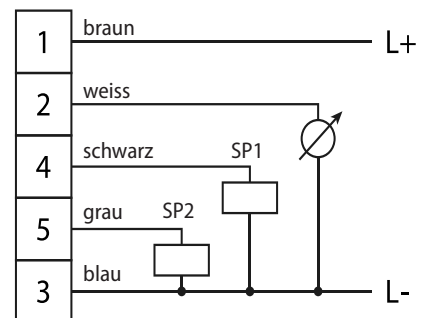 1 braun L+
2 weiss
4 schwarz SP1
5 grau SP2
3 blau L-